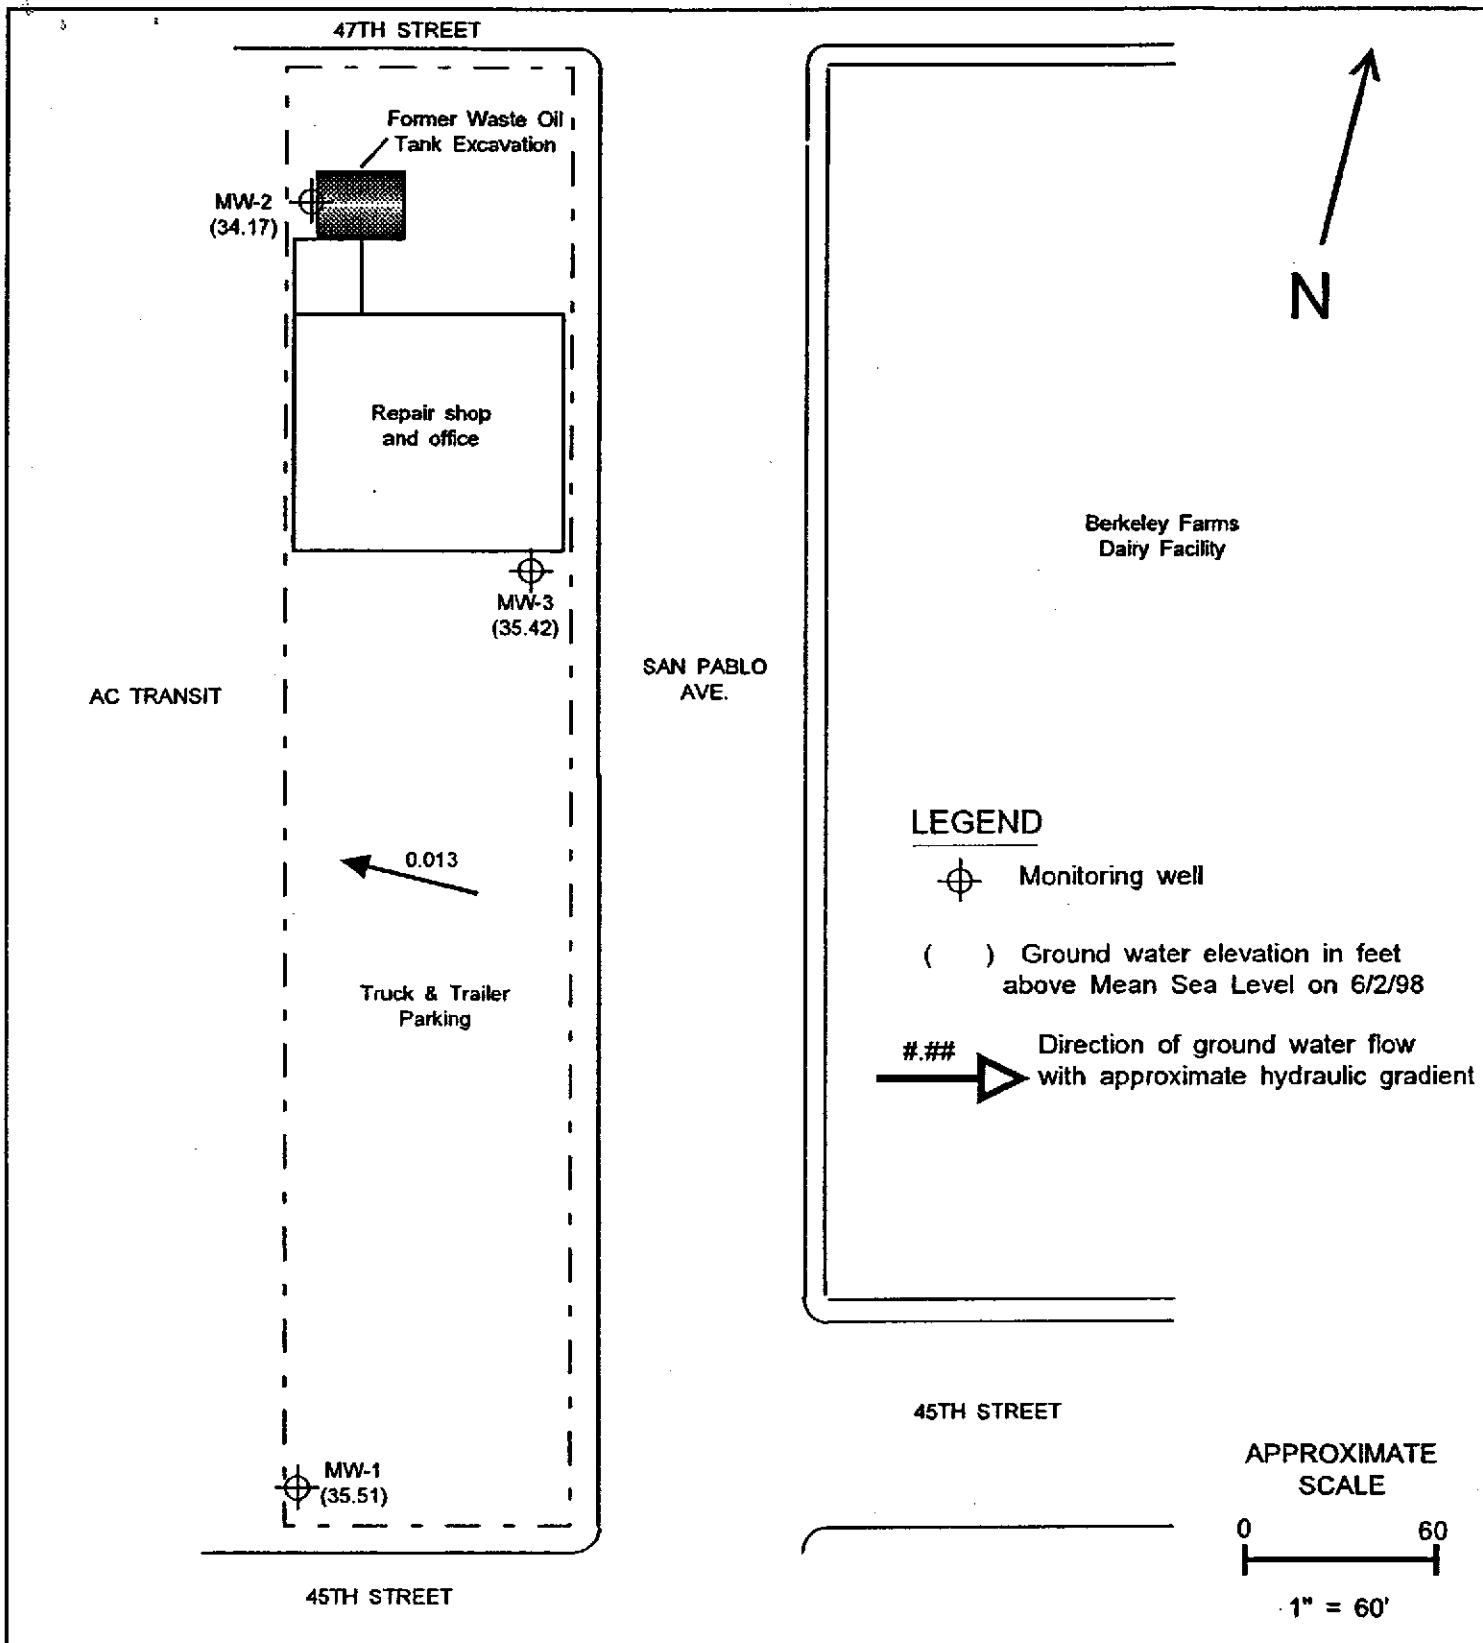 47TH STREET
Former Waste Oil
Tank Excavation
MW-2
(34.17)
N
Repair shop
and office
Berkeley Farms
Dairy Facility
MW-3
(35.42)
SAN PABLO
AVE.
AC TRANSIT
LEGEND
0.013
Monitoring well
( ) Ground water elevation in feet
above Mean Sea Level on 6/2/98
Truck & Trailer
Parking
#.##
Direction of ground water flow
with approximate hydraulic gradient
45TH STREET
APPROXIMATE
SCALE
MW-1
(35.51)
0 60
1" = 60'
45TH STREET